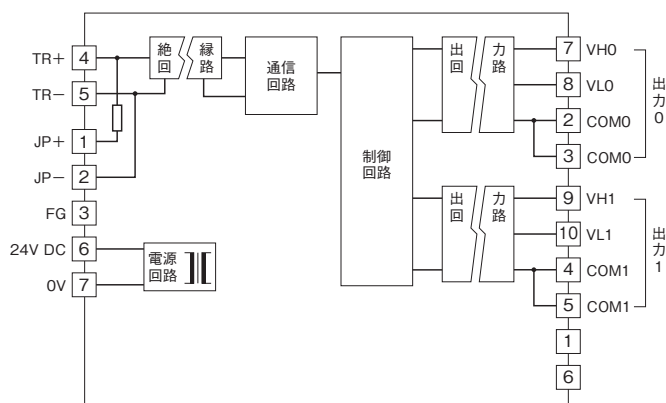 TR+ 4
TR− 5
JP+ 1
JP− 2
FG 3
24V DC 6
0V 7
絶縁
回路
通信
回路
電源
回路
制御
回路
出力
回路
7 VH0
8 VL0
2 COM0
3 COM0
出力0
出力
回路
9 VH1
10 VL1
4 COM1
5 COM1
出力1
1
6